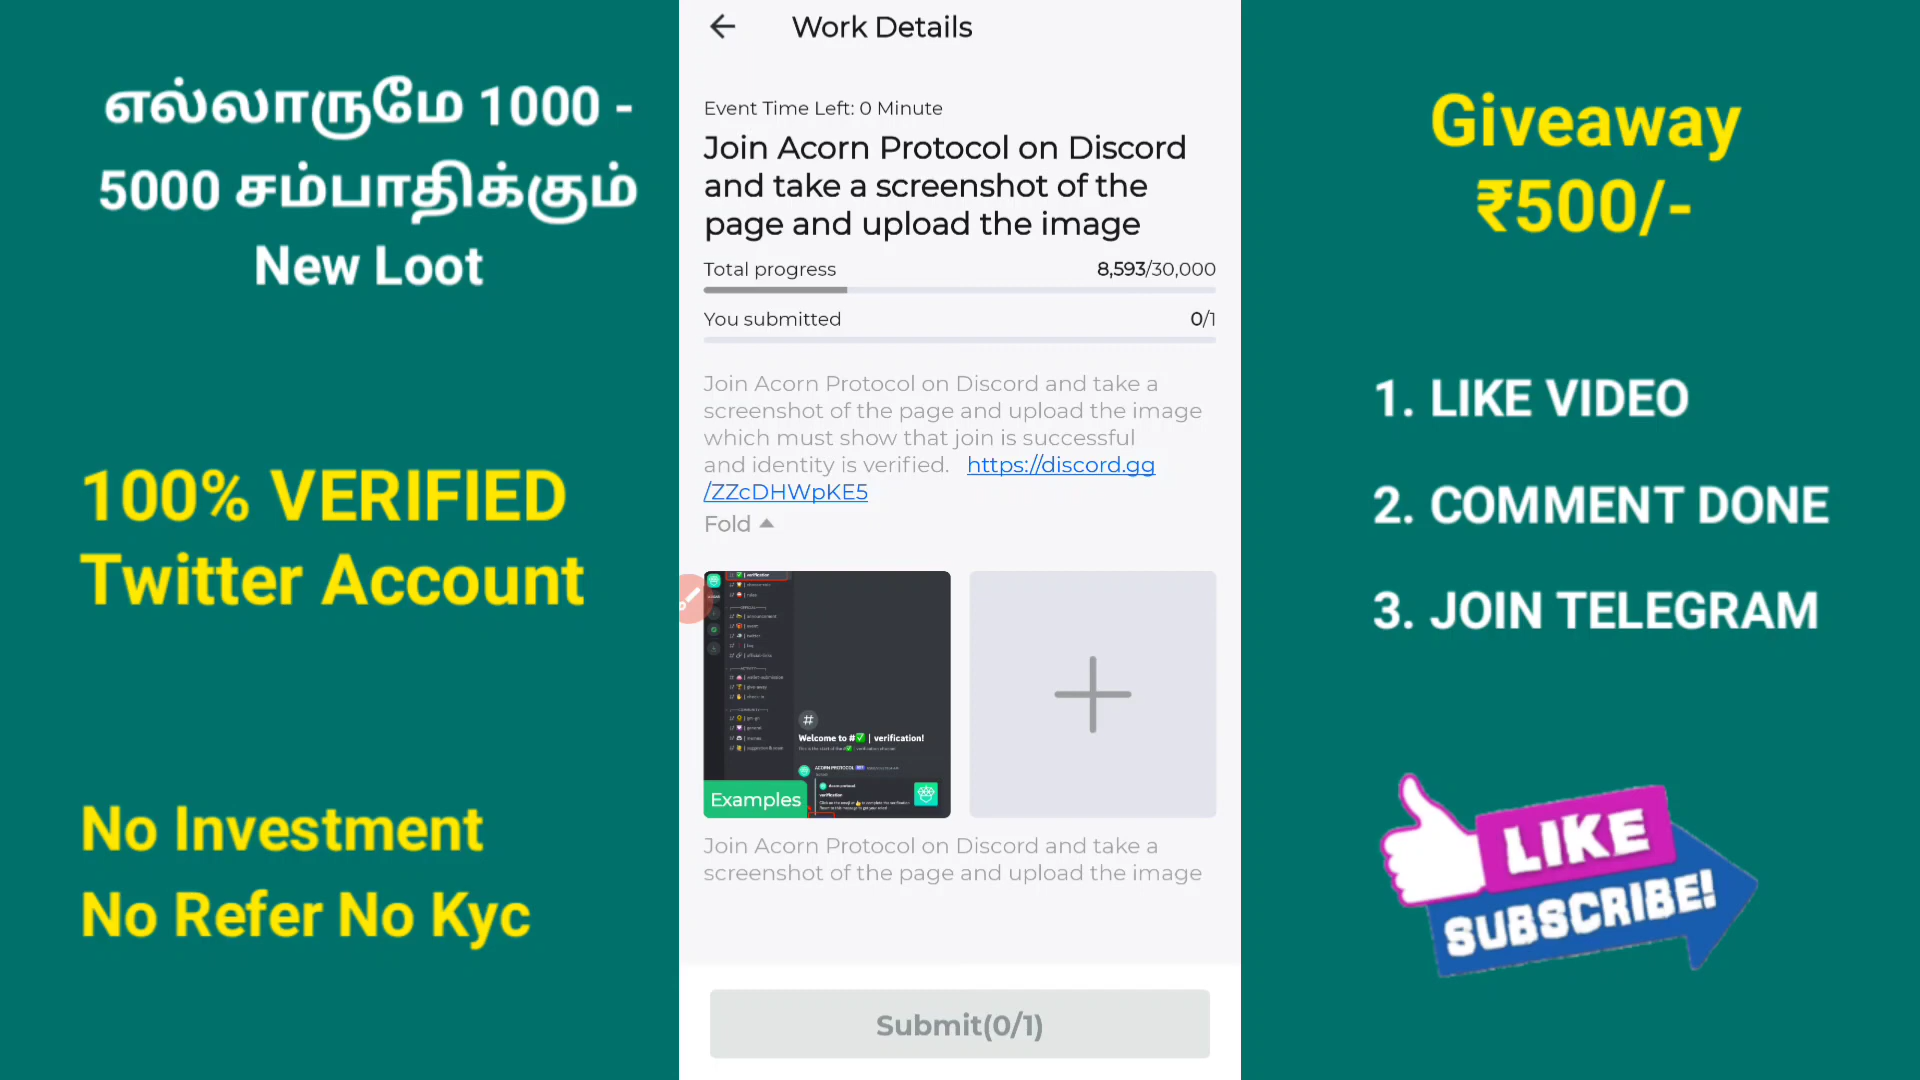 எல்லாருமே 1000 -
5000 சம்பாதிக்கும்
New Loot
100% VERIFIED
Twitter Account
No Investment
No Refer No Kyc
Work Details
Event Time Left: 0 Minute
Join Acorn Protocol on Discord
and take a screenshot of the
page and upload the image
Total progress 8,593/30,000
You submitted 0/1
Join Acorn Protocol on Discord and take a
screenshot of the page and upload the image
which must show that join is successful
and identity is verified. https://discord.gg
/ZZcDHWpKE5
Fold
verification
Welcome to #✅ | verification!
ACORN PROTOCOL
Examples
Join Acorn Protocol on Discord and take a
screenshot of the page and upload the image
Submit(0/1)
Giveaway
₹500/-
1. LIKE VIDEO
2. COMMENT DONE
3. JOIN TELEGRAM
LIKE
SUBSCRIBE!